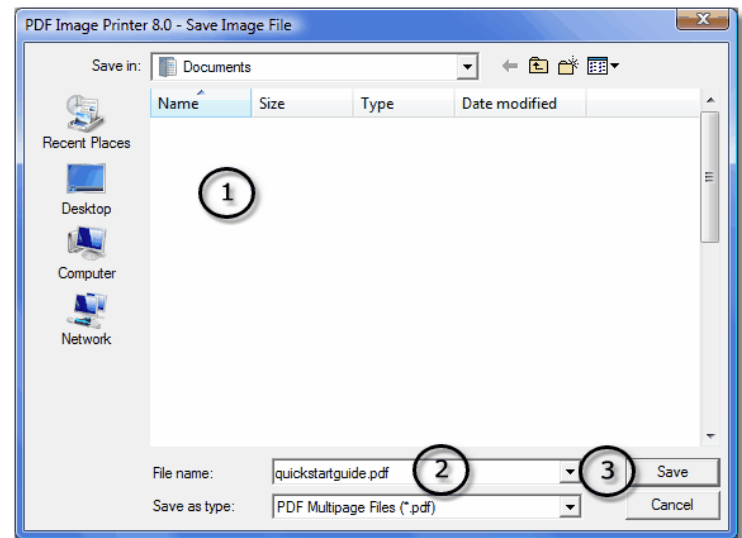 PDF Image Printer 8.0 - Save Image File
Save in: Documents
Name Size Type Date modified
Recent Places
1
Desktop
Computer
Network
File name: quickstartguide.pdf 2 3 Save
Save as type: PDF Multipage Files (*.pdf) Cancel